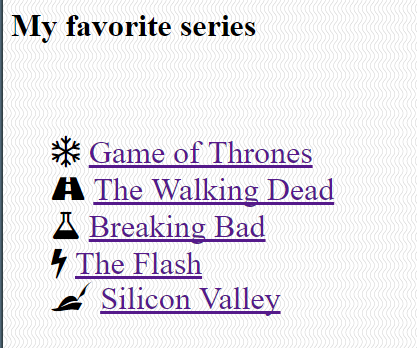 My favorite series
Game of Thrones
The Walking Dead
Breaking Bad
The Flash
Silicon Valley